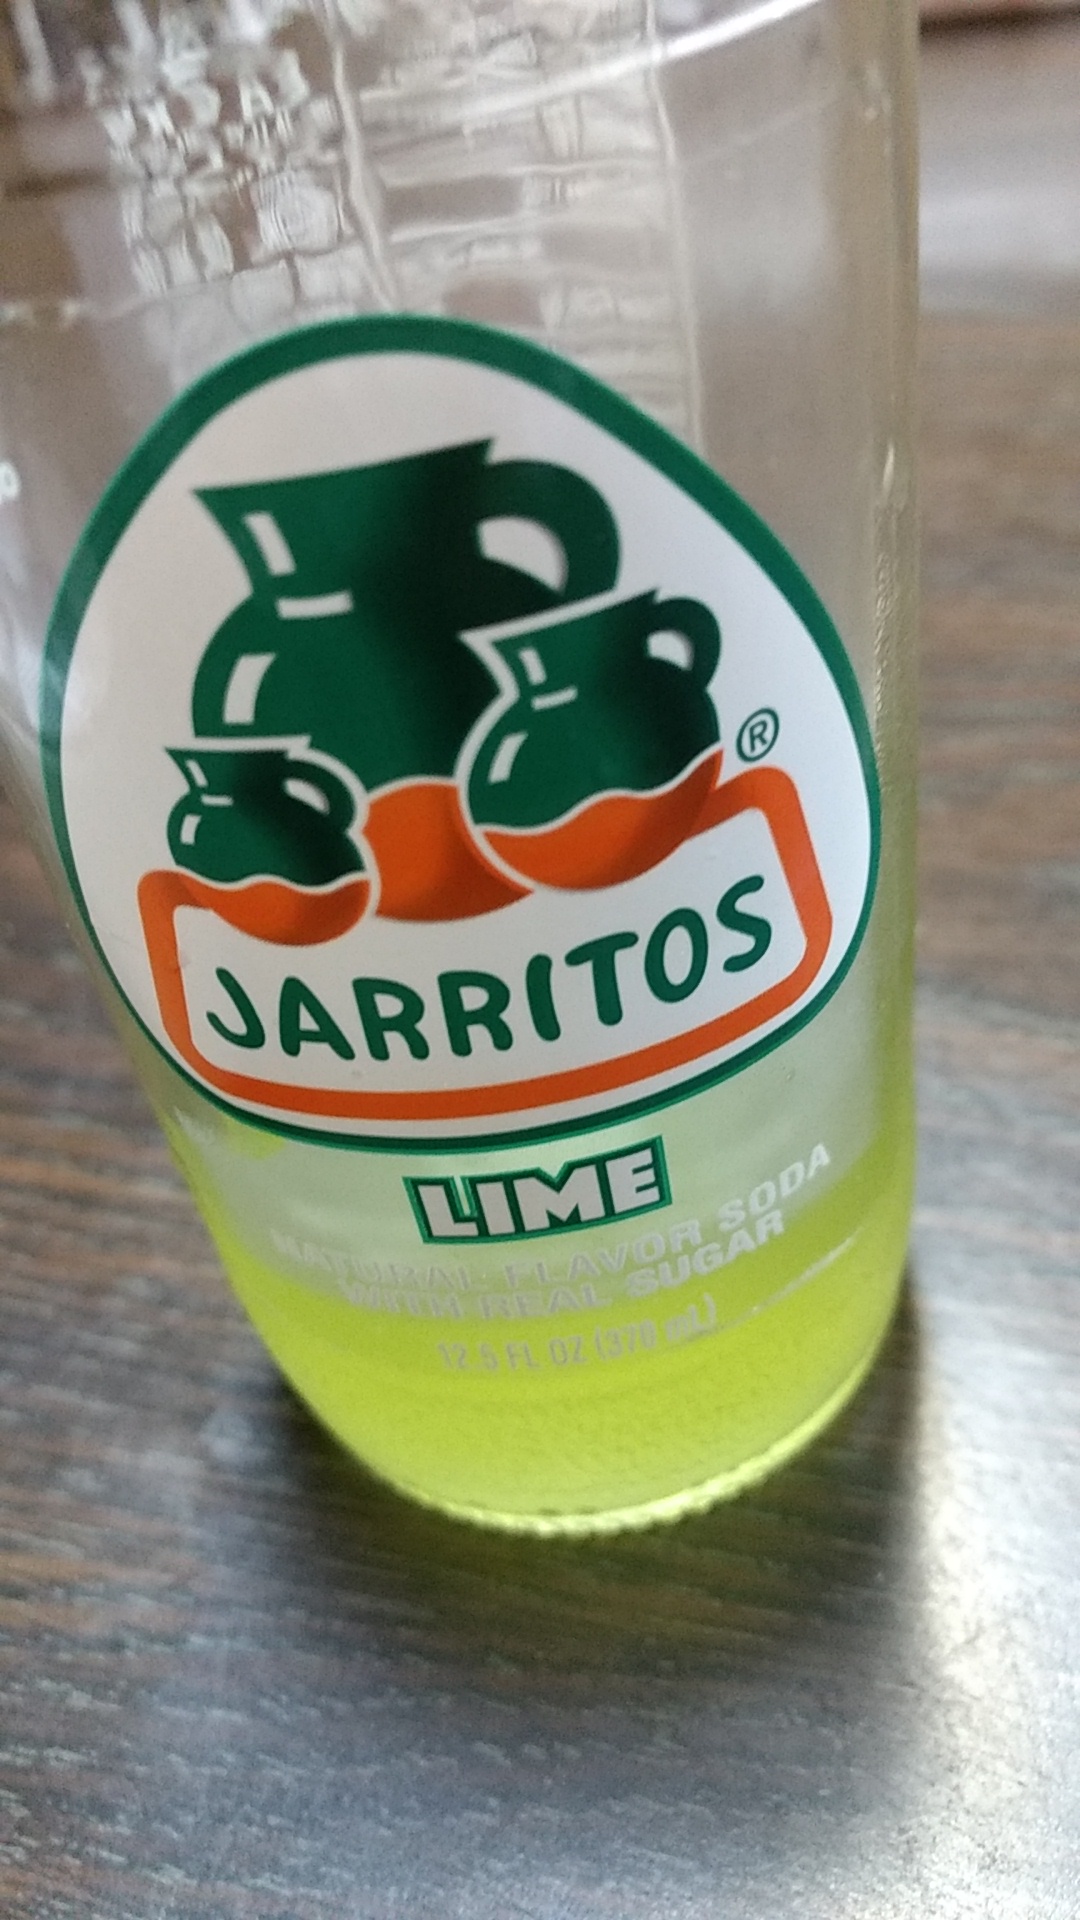 ®
JARRITOS
LIME
NATURAL FLAVOR SODA
WITH REAL SUGAR
12.5 FL OZ (370 mL)